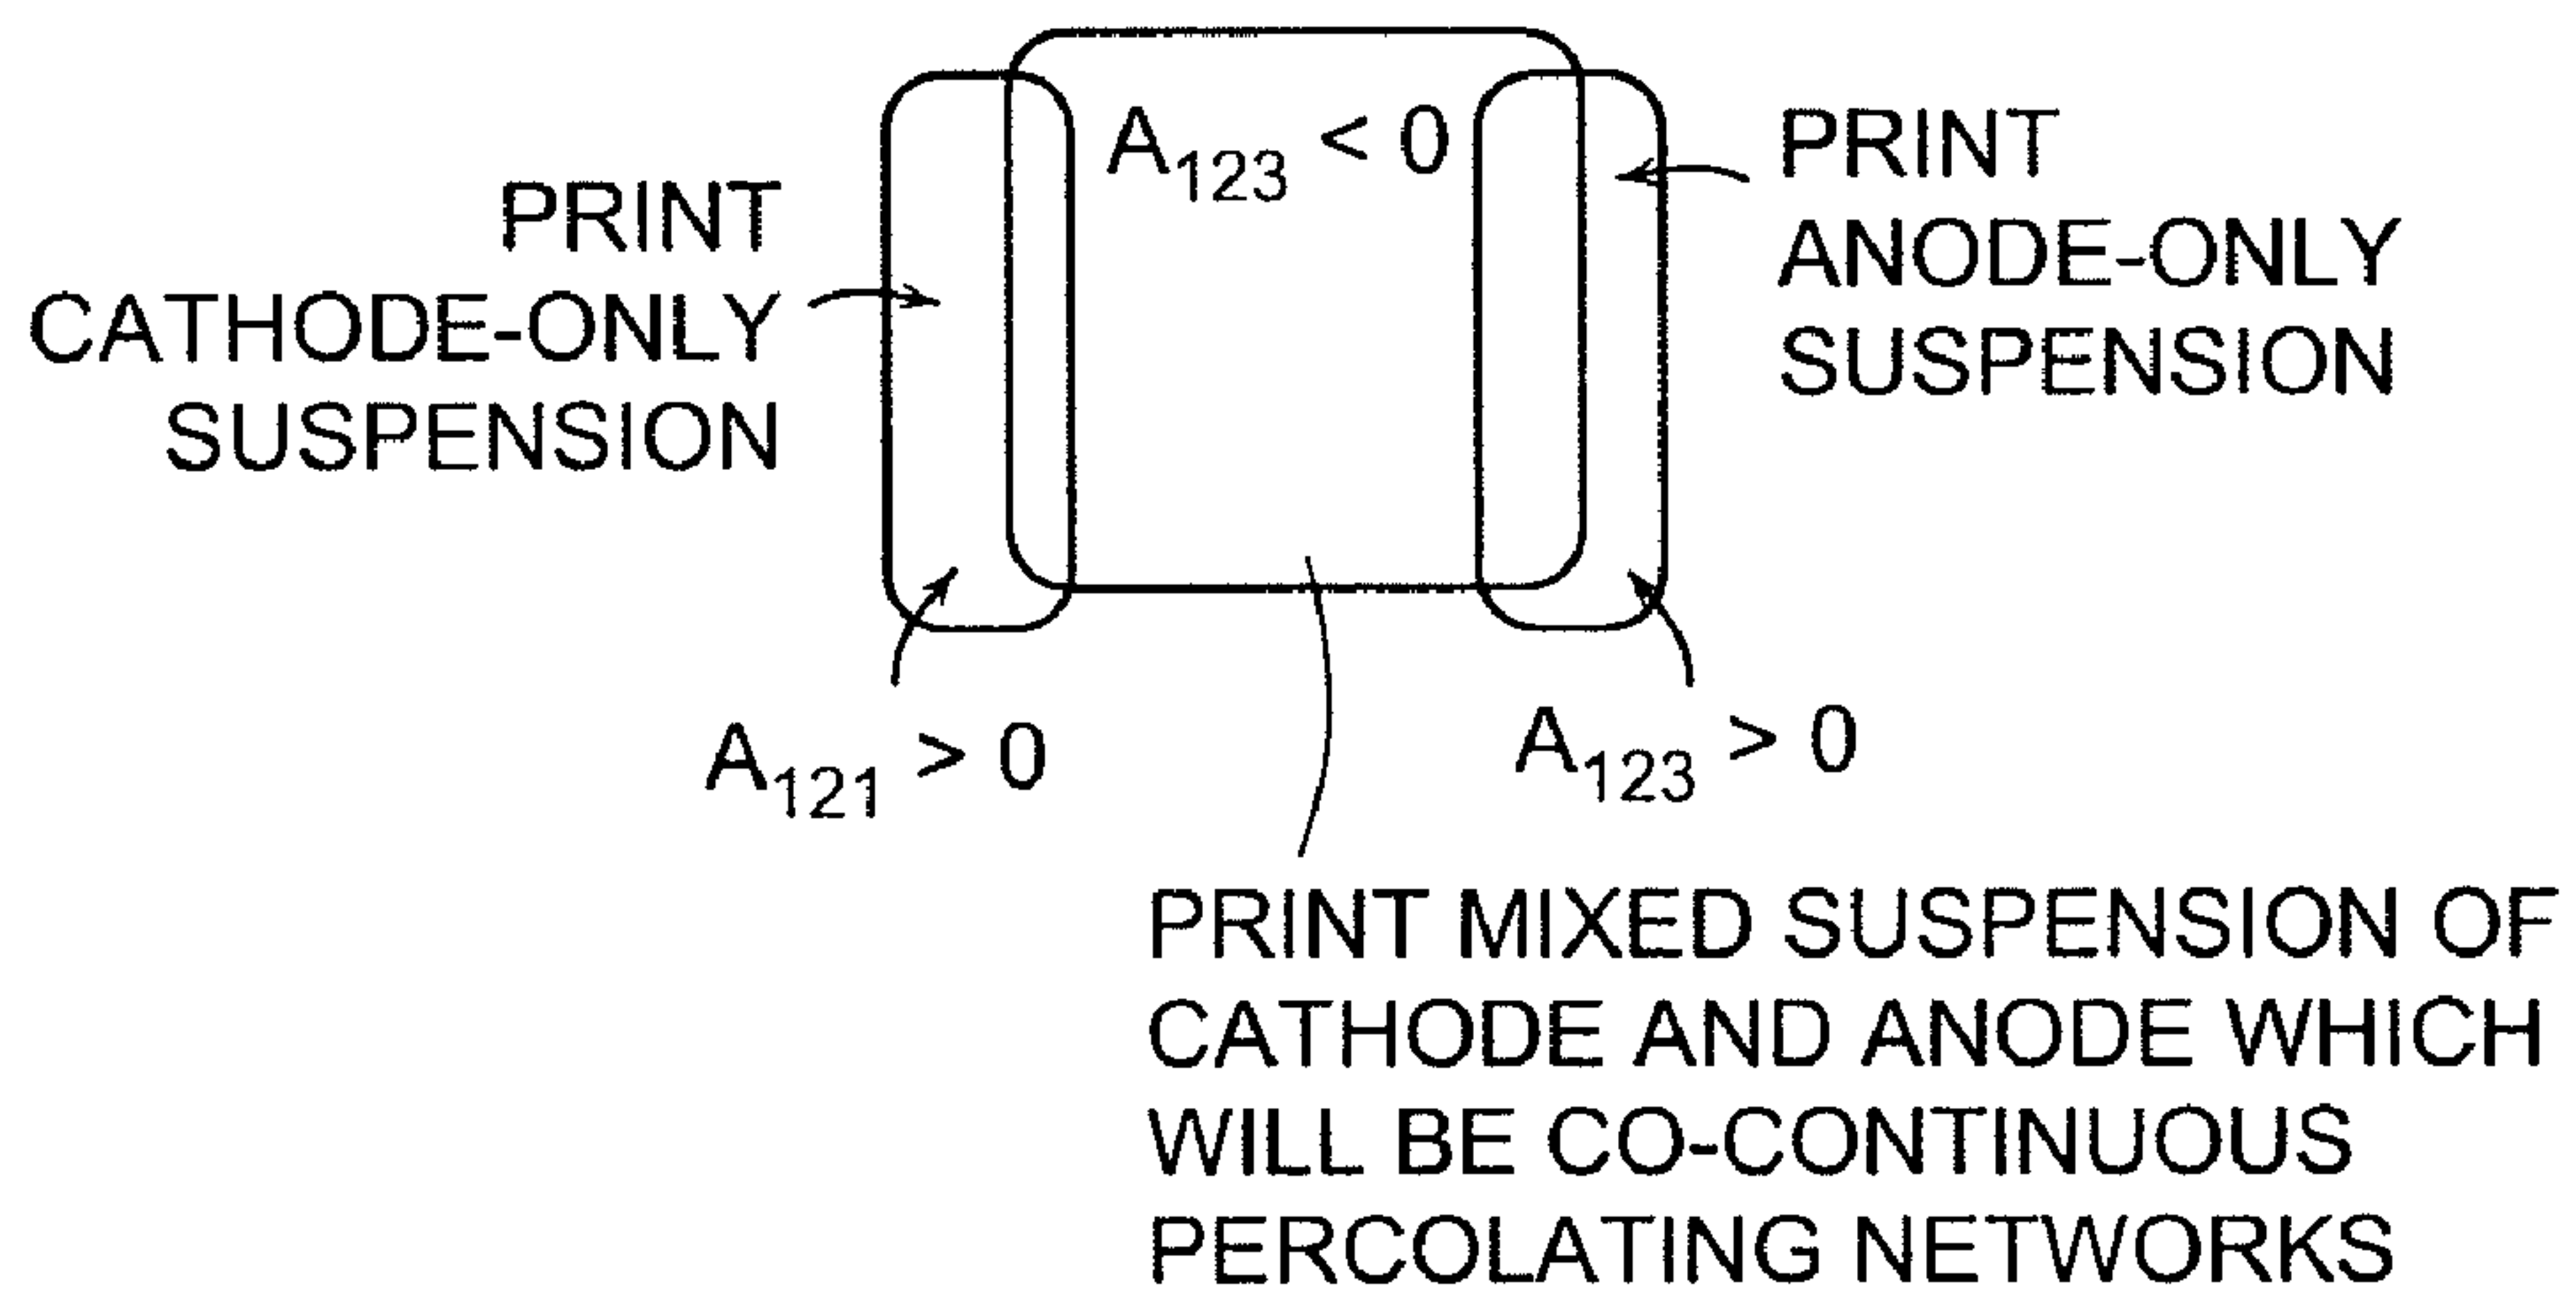 A₁₂₃ < 0
PRINT
CATHODE-ONLY
SUSPENSION
PRINT
ANODE-ONLY
SUSPENSION
A₁₂₁ > 0
A₁₂₃ > 0
PRINT MIXED SUSPENSION OF
CATHODE AND ANODE WHICH
WILL BE CO-CONTINUOUS
PERCOLATING NETWORKS